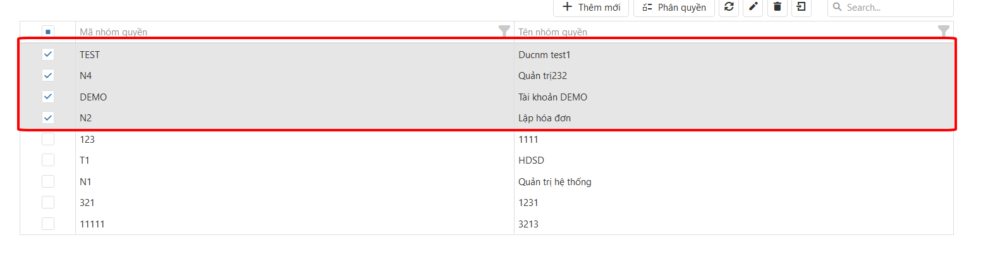 Thêm mới Phân quyền Search...
Mã nhóm quyền Tên nhóm quyền
TEST Ducnm test1
N4 Quản trị232
DEMO Tài khoản DEMO
N2 Lập hóa đơn
123 1111
T1 HDSD
N1 Quản trị hệ thống
321 1231
11111 3213